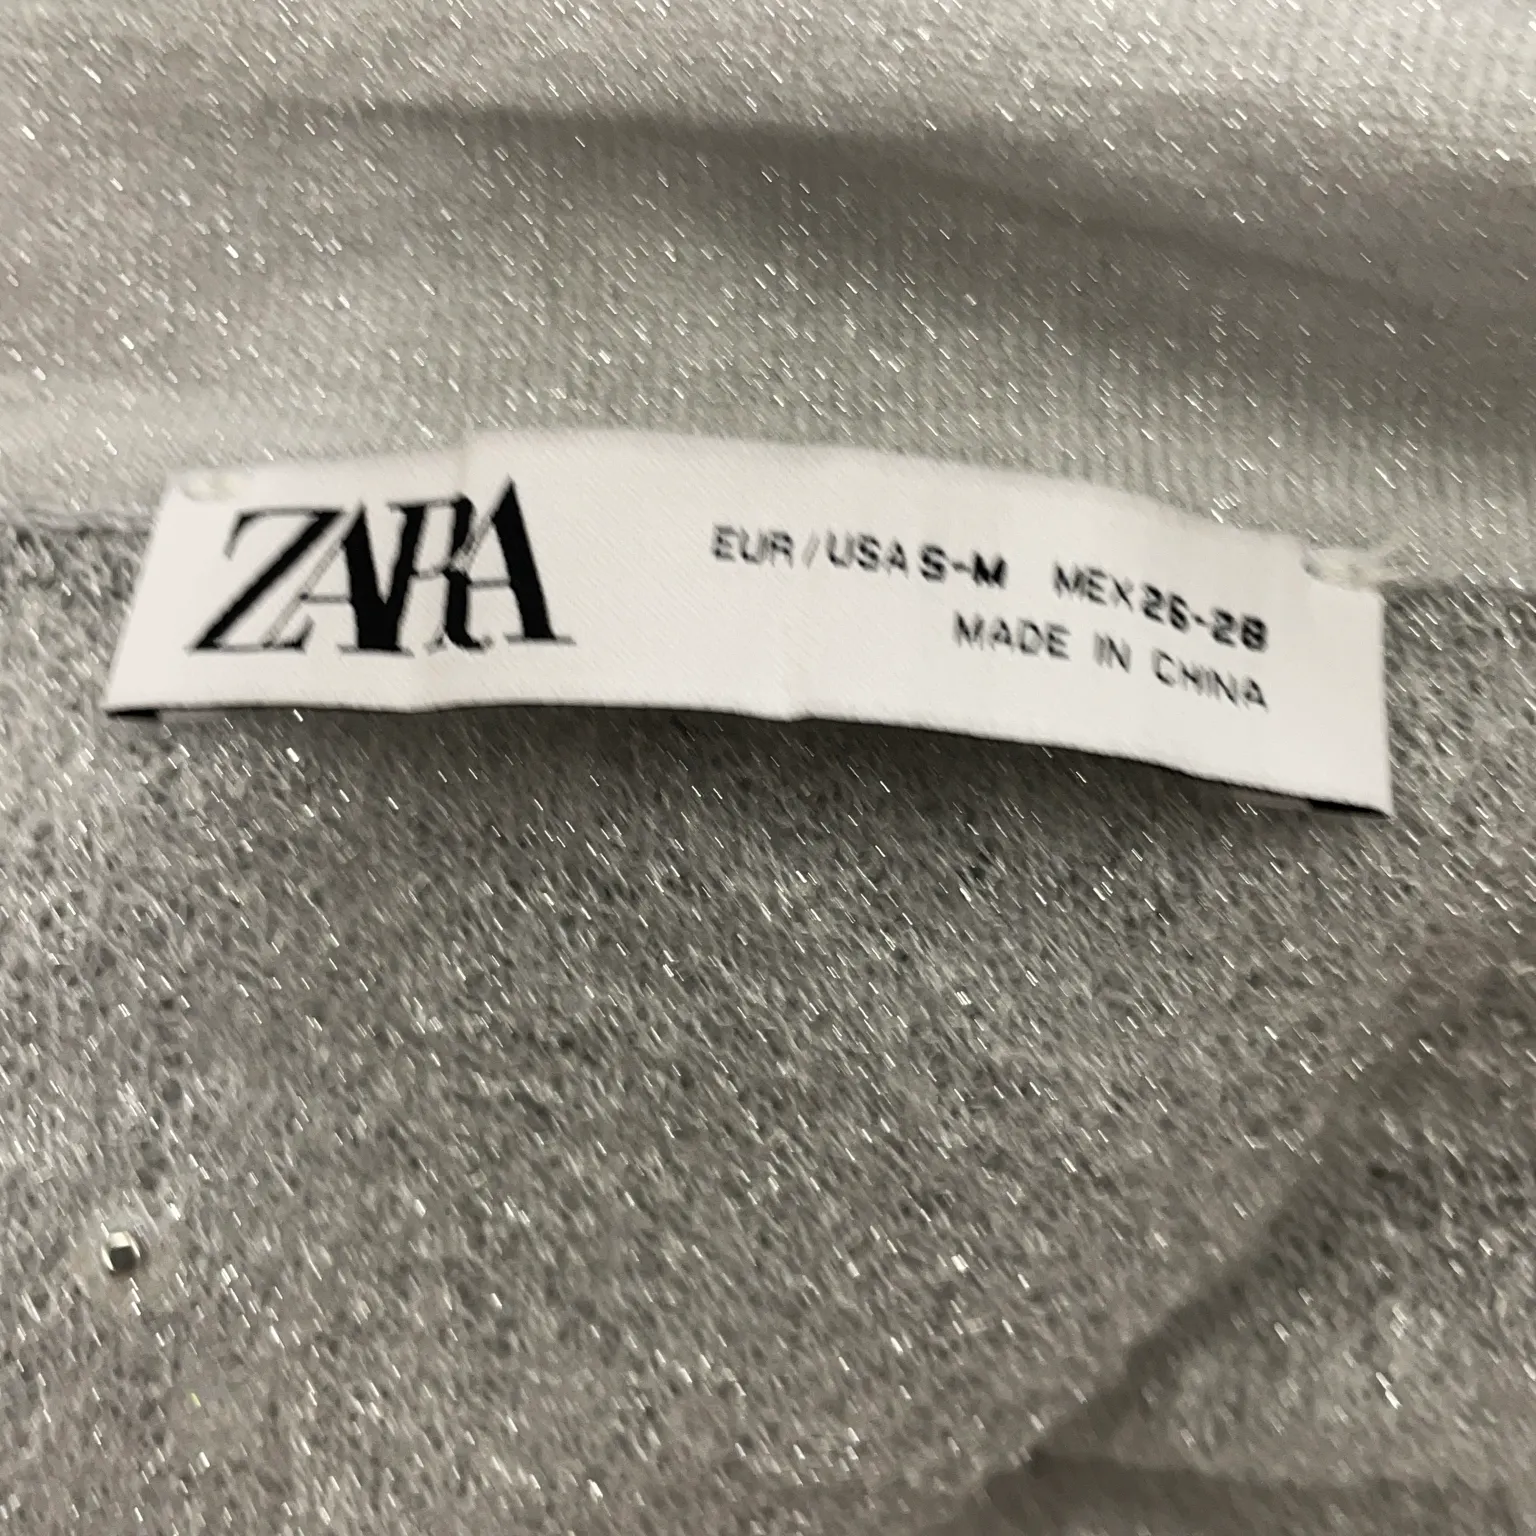 ZARA
EUR/USA S-M MEX 26-28
MADE IN CHINA